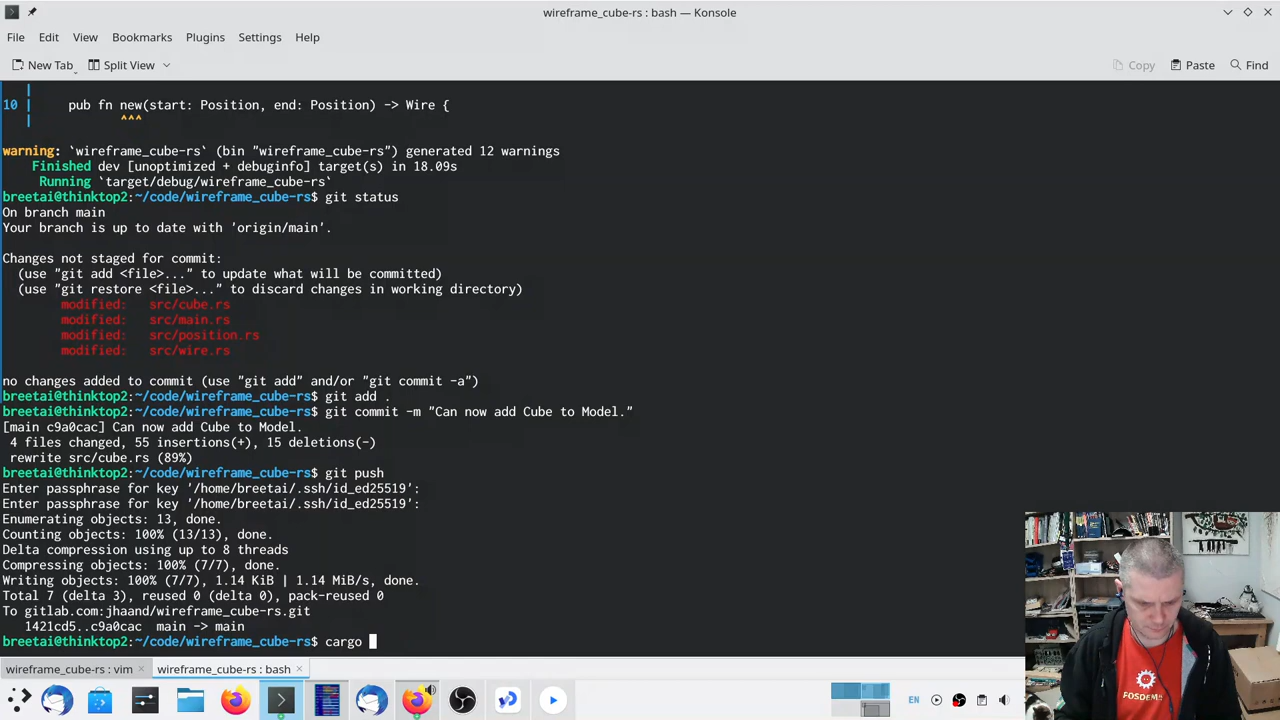 wireframe_cube-rs : bash — Konsole
File Edit View Bookmarks Plugins Settings Help
New Tab Split View Copy Paste Find
|
10 | pub fn new(start: Position, end: Position) -> Wire {
| ^^^
warning: `wireframe_cube-rs` (bin "wireframe_cube-rs") generated 12 warnings
Finished dev [unoptimized + debuginfo] target(s) in 18.09s
Running `target/debug/wireframe_cube-rs`
breetai@thinktop2:~/code/wireframe_cube-rs$ git status
On branch main
Your branch is up to date with 'origin/main'.
Changes not staged for commit:
(use "git add <file>..." to update what will be committed)
(use "git restore <file>..." to discard changes in working directory)
modified: src/cube.rs
modified: src/main.rs
modified: src/position.rs
modified: src/wire.rs
no changes added to commit (use "git add" and/or "git commit -a")
breetai@thinktop2:~/code/wireframe_cube-rs$ git add .
breetai@thinktop2:~/code/wireframe_cube-rs$ git commit -m "Can now add Cube to Model."
[main c9a0cac] Can now add Cube to Model.
4 files changed, 55 insertions(+), 15 deletions(-)
rewrite src/cube.rs (89%)
breetai@thinktop2:~/code/wireframe_cube-rs$ git push
Enter passphrase for key '/home/breetai/.ssh/id_ed25519':
Enter passphrase for key '/home/breetai/.ssh/id_ed25519':
Enumerating objects: 13, done.
Counting objects: 100% (13/13), done.
Delta compression using up to 8 threads
Compressing objects: 100% (7/7), done.
Writing objects: 100% (7/7), 1.14 KiB | 1.14 MiB/s, done.
Total 7 (delta 3), reused 0 (delta 0), pack-reused 0
To gitlab.com:jhaand/wireframe_cube-rs.git
1421cd5..c9a0cac main -> main
breetai@thinktop2:~/code/wireframe_cube-rs$ cargo
wireframe_cube-rs : vim wireframe_cube-rs : bash
EN
FOSDEM